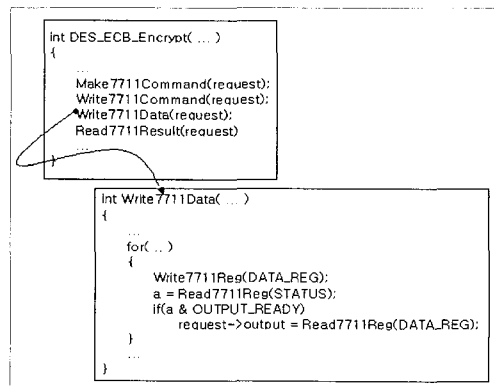 int DES_ECB_Encrypt( ... )
{
...
Make7711Command(request);
Write7711Command(request);
Write7711Data(request);
Read7711Result(request)
...
}
Int Write7711Data( ... )
{
...
for( .. )
{
Write7711Reg(DATA_REG);
a = Read7711Reg(STATUS);
if(a & OUTPUT_READY)
request->output = Read7711Reg(DATA_REG);
}
...
}